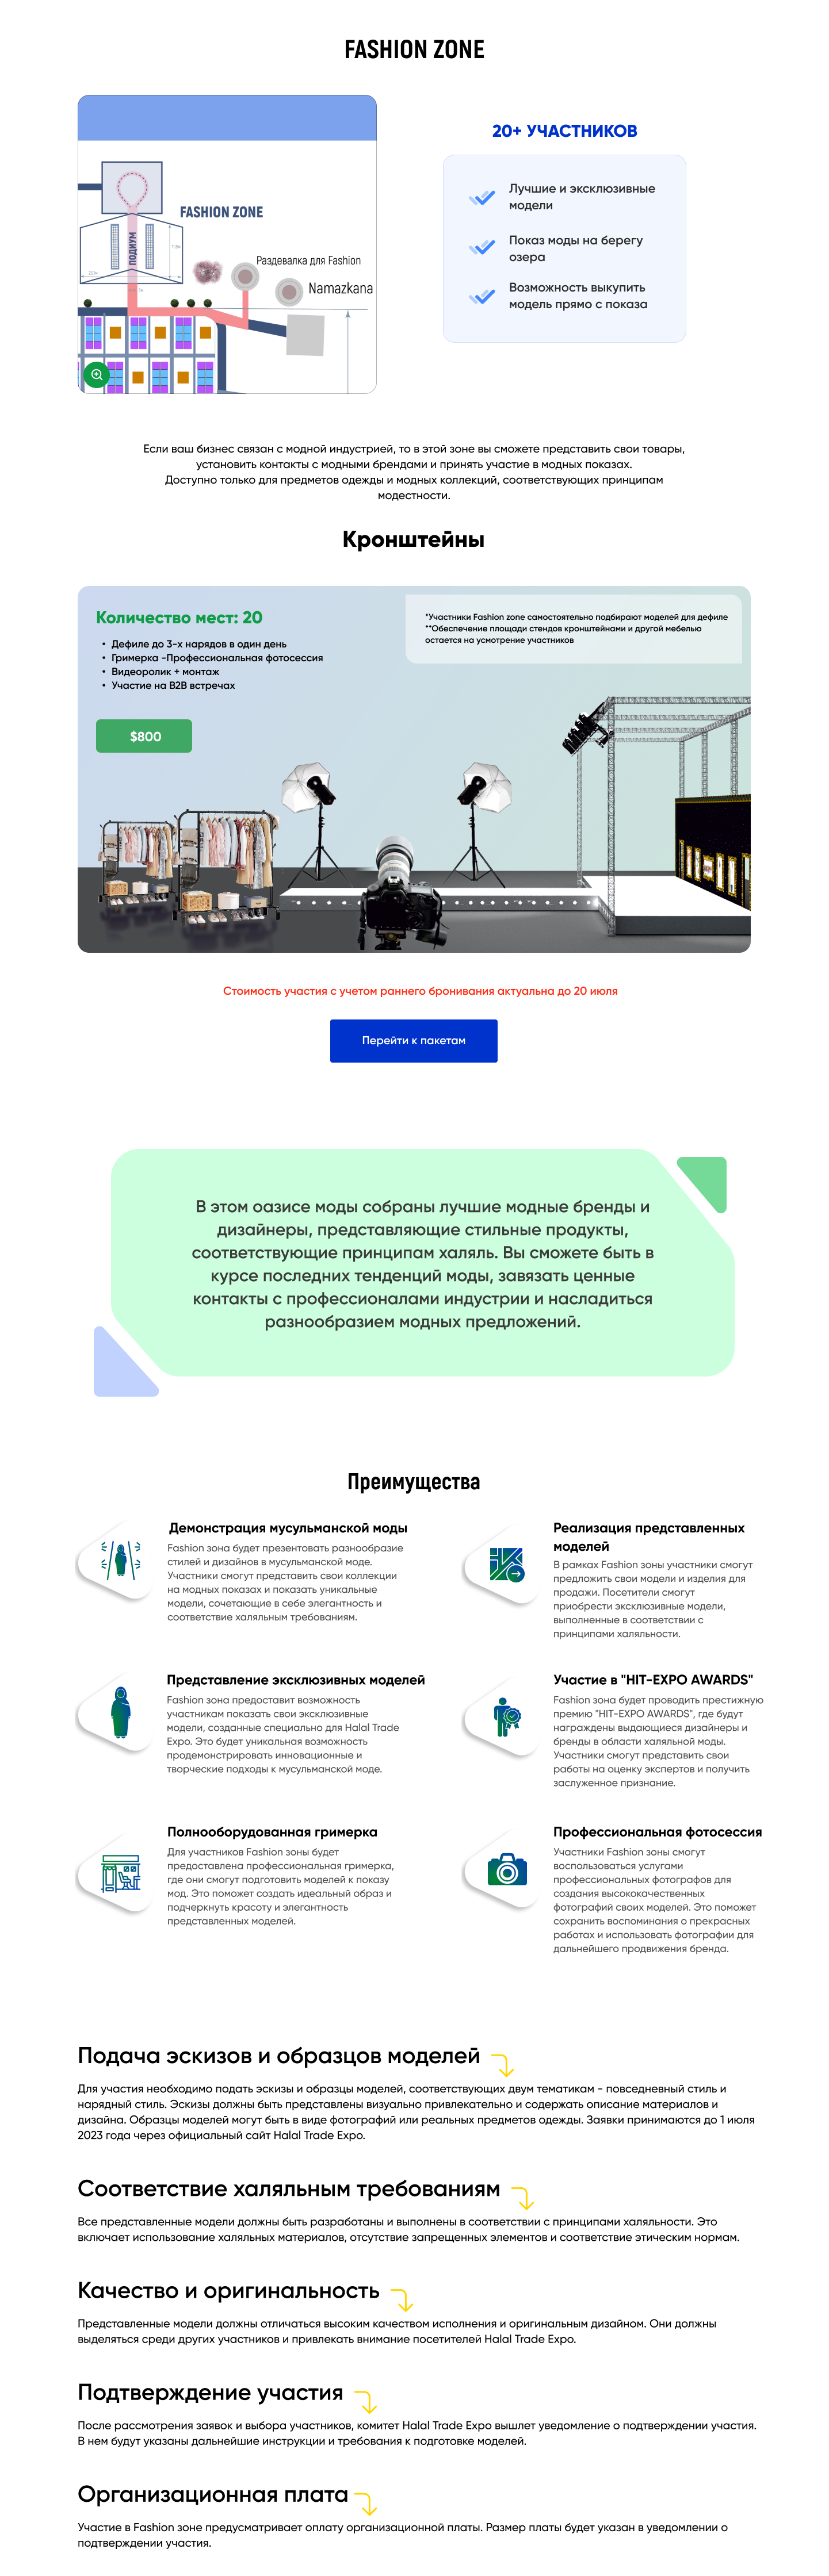 FASHION ZONE
FASHION ZONE
ПОДИУМ
Раздевалка для Fashion
Namazkana
20+ УЧАСТНИКОВ
Лучшие и эксклюзивные
модели
Показ моды на берегу
озера
Возможность выкупить
модель прямо с показа
Если ваш бизнес связан с модной индустрией, то в этой зоне вы сможете представить свои товары,
установить контакты с модными брендами и принять участие в модных показах.
Доступно только для предметов одежды и модных коллекций, соответствующих принципам
модестности.
Кронштейны
Количество мест: 20
• Дефиле до 3-х нарядов в один день
• Гримерка -Профессиональная фотосессия
• Видеоролик + монтаж
• Участие на B2B встречах
$800
*Участники Fashion zone самостоятельно подбирают моделей для дефиле
**Обеспечение площади стендов кронштейнами и другой мебелью
остается на усмотрение участников
Стоимость участия с учетом раннего бронивания актуальна до 20 июля
Перейти к пакетам
В этом оазисе моды собраны лучшие модные бренды и
дизайнеры, представляющие стильные продукты,
соответствующие принципам халяль. Вы сможете быть в
курсе последних тенденций моды, завязать ценные
контакты с профессионалами индустрии и насладиться
разнообразием модных предложений.
Преимущества
Демонстрация мусульманской моды
Fashion зона будет презентовать разнообразие
стилей и дизайнов в мусульманской моде.
Участники смогут представить свои коллекции
на модных показах и показать уникальные
модели, сочетающие в себе элегантность и
соответствие халяльным требованиям.
Реализация представленных
моделей
В рамках Fashion зоны участники смогут
предложить свои модели и изделия для
продажи. Посетители смогут
приобрести эксклюзивные модели,
выполненные в соответствии с
принципами халяльности.
Представление эксклюзивных моделей
Fashion зона предоставит возможность
участникам показать свои эксклюзивные
модели, созданные специально для Halal Trade
Expo. Это будет уникальная возможность
продемонстрировать инновационные и
творческие подходы к мусульманской моде.
Участие в "HIT-EXPO AWARDS"
Fashion зона будет проводить престижную
премию "HIT-EXPO AWARDS", где будут
награждены выдающиеся дизайнеры и
бренды в области халяльной моды.
Участники смогут представить свои
работы на оценку экспертов и получить
заслуженное признание.
Полнооборудованная гримерка
Для участников Fashion зоны будет
предоставлена профессиональная гримерка,
где они смогут подготовить моделей к показу
мод. Это поможет создать идеальный образ и
подчеркнуть красоту и элегантность
представленных моделей.
Профессиональная фотосессия
Участники Fashion зоны смогут
воспользоваться услугами
профессиональных фотографов для
создания высококачественных
фотографий своих моделей. Это поможет
сохранить воспоминания о прекрасных
работах и использовать фотографии для
дальнейшего продвижения бренда.
Подача эскизов и образцов моделей
Для участия необходимо подать эскизы и образцы моделей, соответствующих двум тематикам - повседневный стиль и
нарядный стиль. Эскизы должны быть представлены визуально привлекательно и содержать описание материалов и
дизайна. Образцы моделей могут быть в виде фотографий или реальных предметов одежды. Заявки принимаются до 1 июля
2023 года через официальный сайт Halal Trade Expo.
Соответствие халяльным требованиям
Все представленные модели должны быть разработаны и выполнены в соответствии с принципами халяльности. Это
включает использование халяльных материалов, отсутствие запрещенных элементов и соответствие этическим нормам.
Качество и оригинальность
Представленные модели должны отличаться высоким качеством исполнения и оригинальным дизайном. Они должны
выделяться среди других участников и привлекать внимание посетителей Halal Trade Expo.
Подтверждение участия
После рассмотрения заявок и выбора участников, комитет Halal Trade Expo вышлет уведомление о подтверждении участия.
В нем будут указаны дальнейшие инструкции и требования к подготовке моделей.
Организационная плата
Участие в Fashion зоне предусматривает оплату организационной платы. Размер платы будет указан в уведомлении о
подтверждении участия.